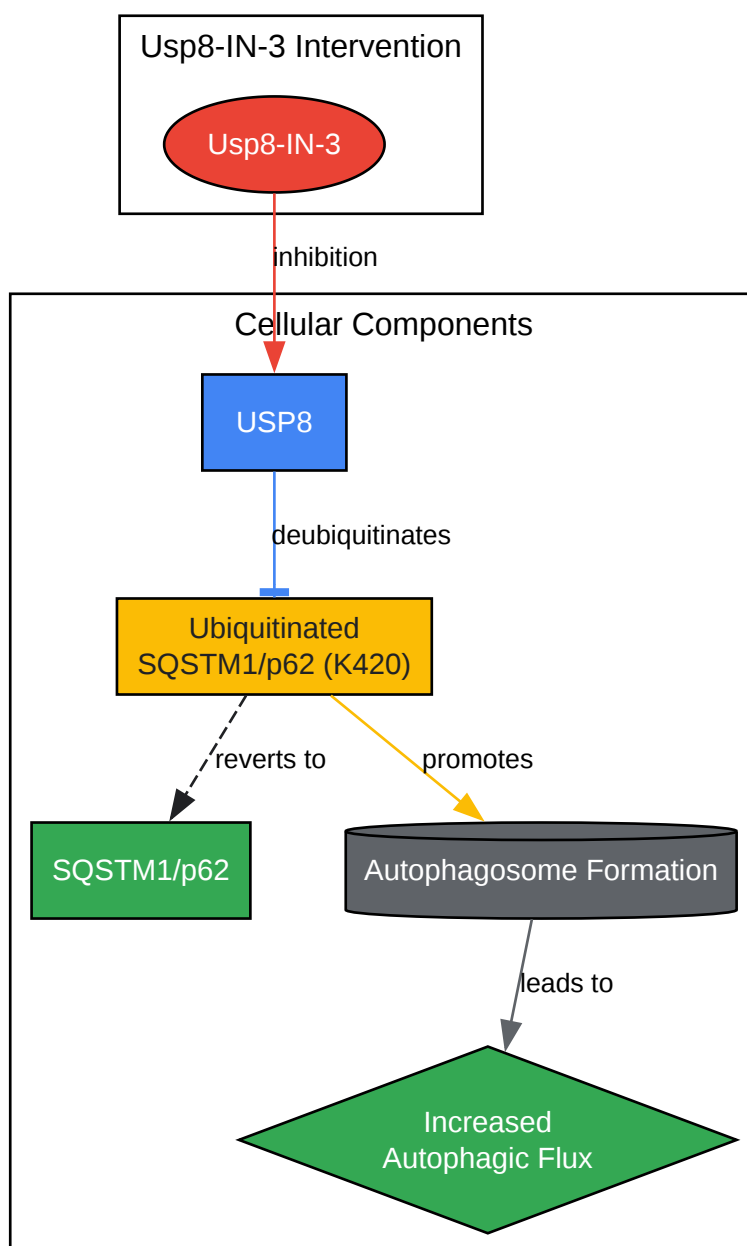 Usp8-IN-3 Intervention
Usp8-IN-3
inhibition
Cellular Components
USP8
deubiquitinates
Ubiquitinated
SQSTM1/p62 (K420)
reverts to
promotes
SQSTM1/p62
Autophagosome Formation
leads to
Increased
Autophagic Flux